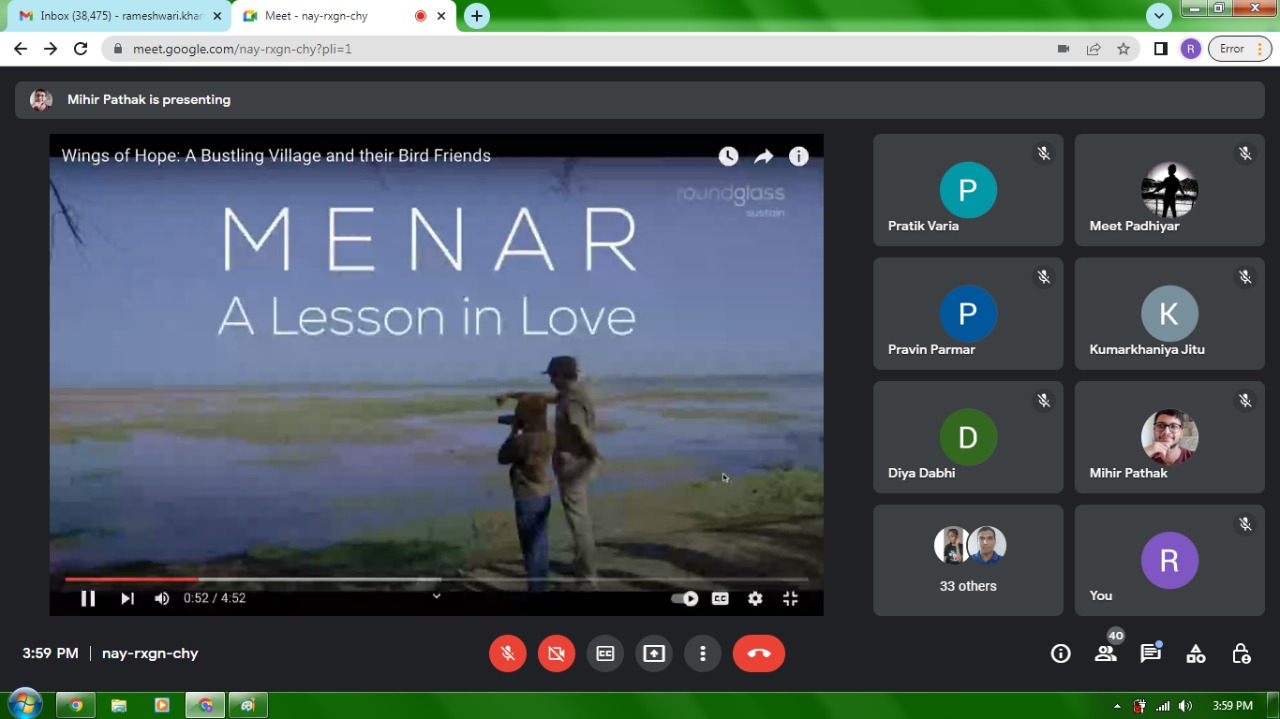 Inbox (38,475) - rameshwari.khar
Meet - nay-rxgn-chy
meet.google.com/nay-rxgn-chy?pli=1
R
Error
Mihir Pathak is presenting
Wings of Hope: A Bustling Village and their Bird Friends
roundglass
sustain
MENAR
A Lesson in Love
0:52 / 4:52
CC
P
Pratik Varia
Meet Padhiyar
P
Pravin Parmar
K
Kumarkhaniya Jitu
D
Diya Dabhi
Mihir Pathak
33 others
R
You
3:59 PM | nay-rxgn-chy
CC
40
3:59 PM